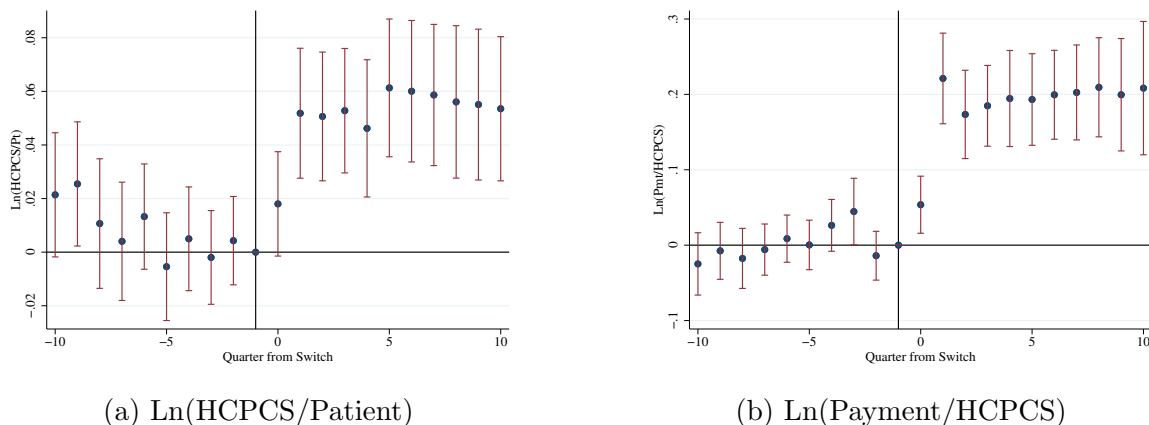 Ln(HCPCS/Pt)
.08
.06
.04
.02
0
-.02
-10 -5 0 5 10
Quarter from Switch
(a) Ln(HCPCS/Patient)
Ln(Pmt/HCPCS)
.3
.2
.1
0
-.1
-10 -5 0 5 10
Quarter from Switch
(b) Ln(Payment/HCPCS)